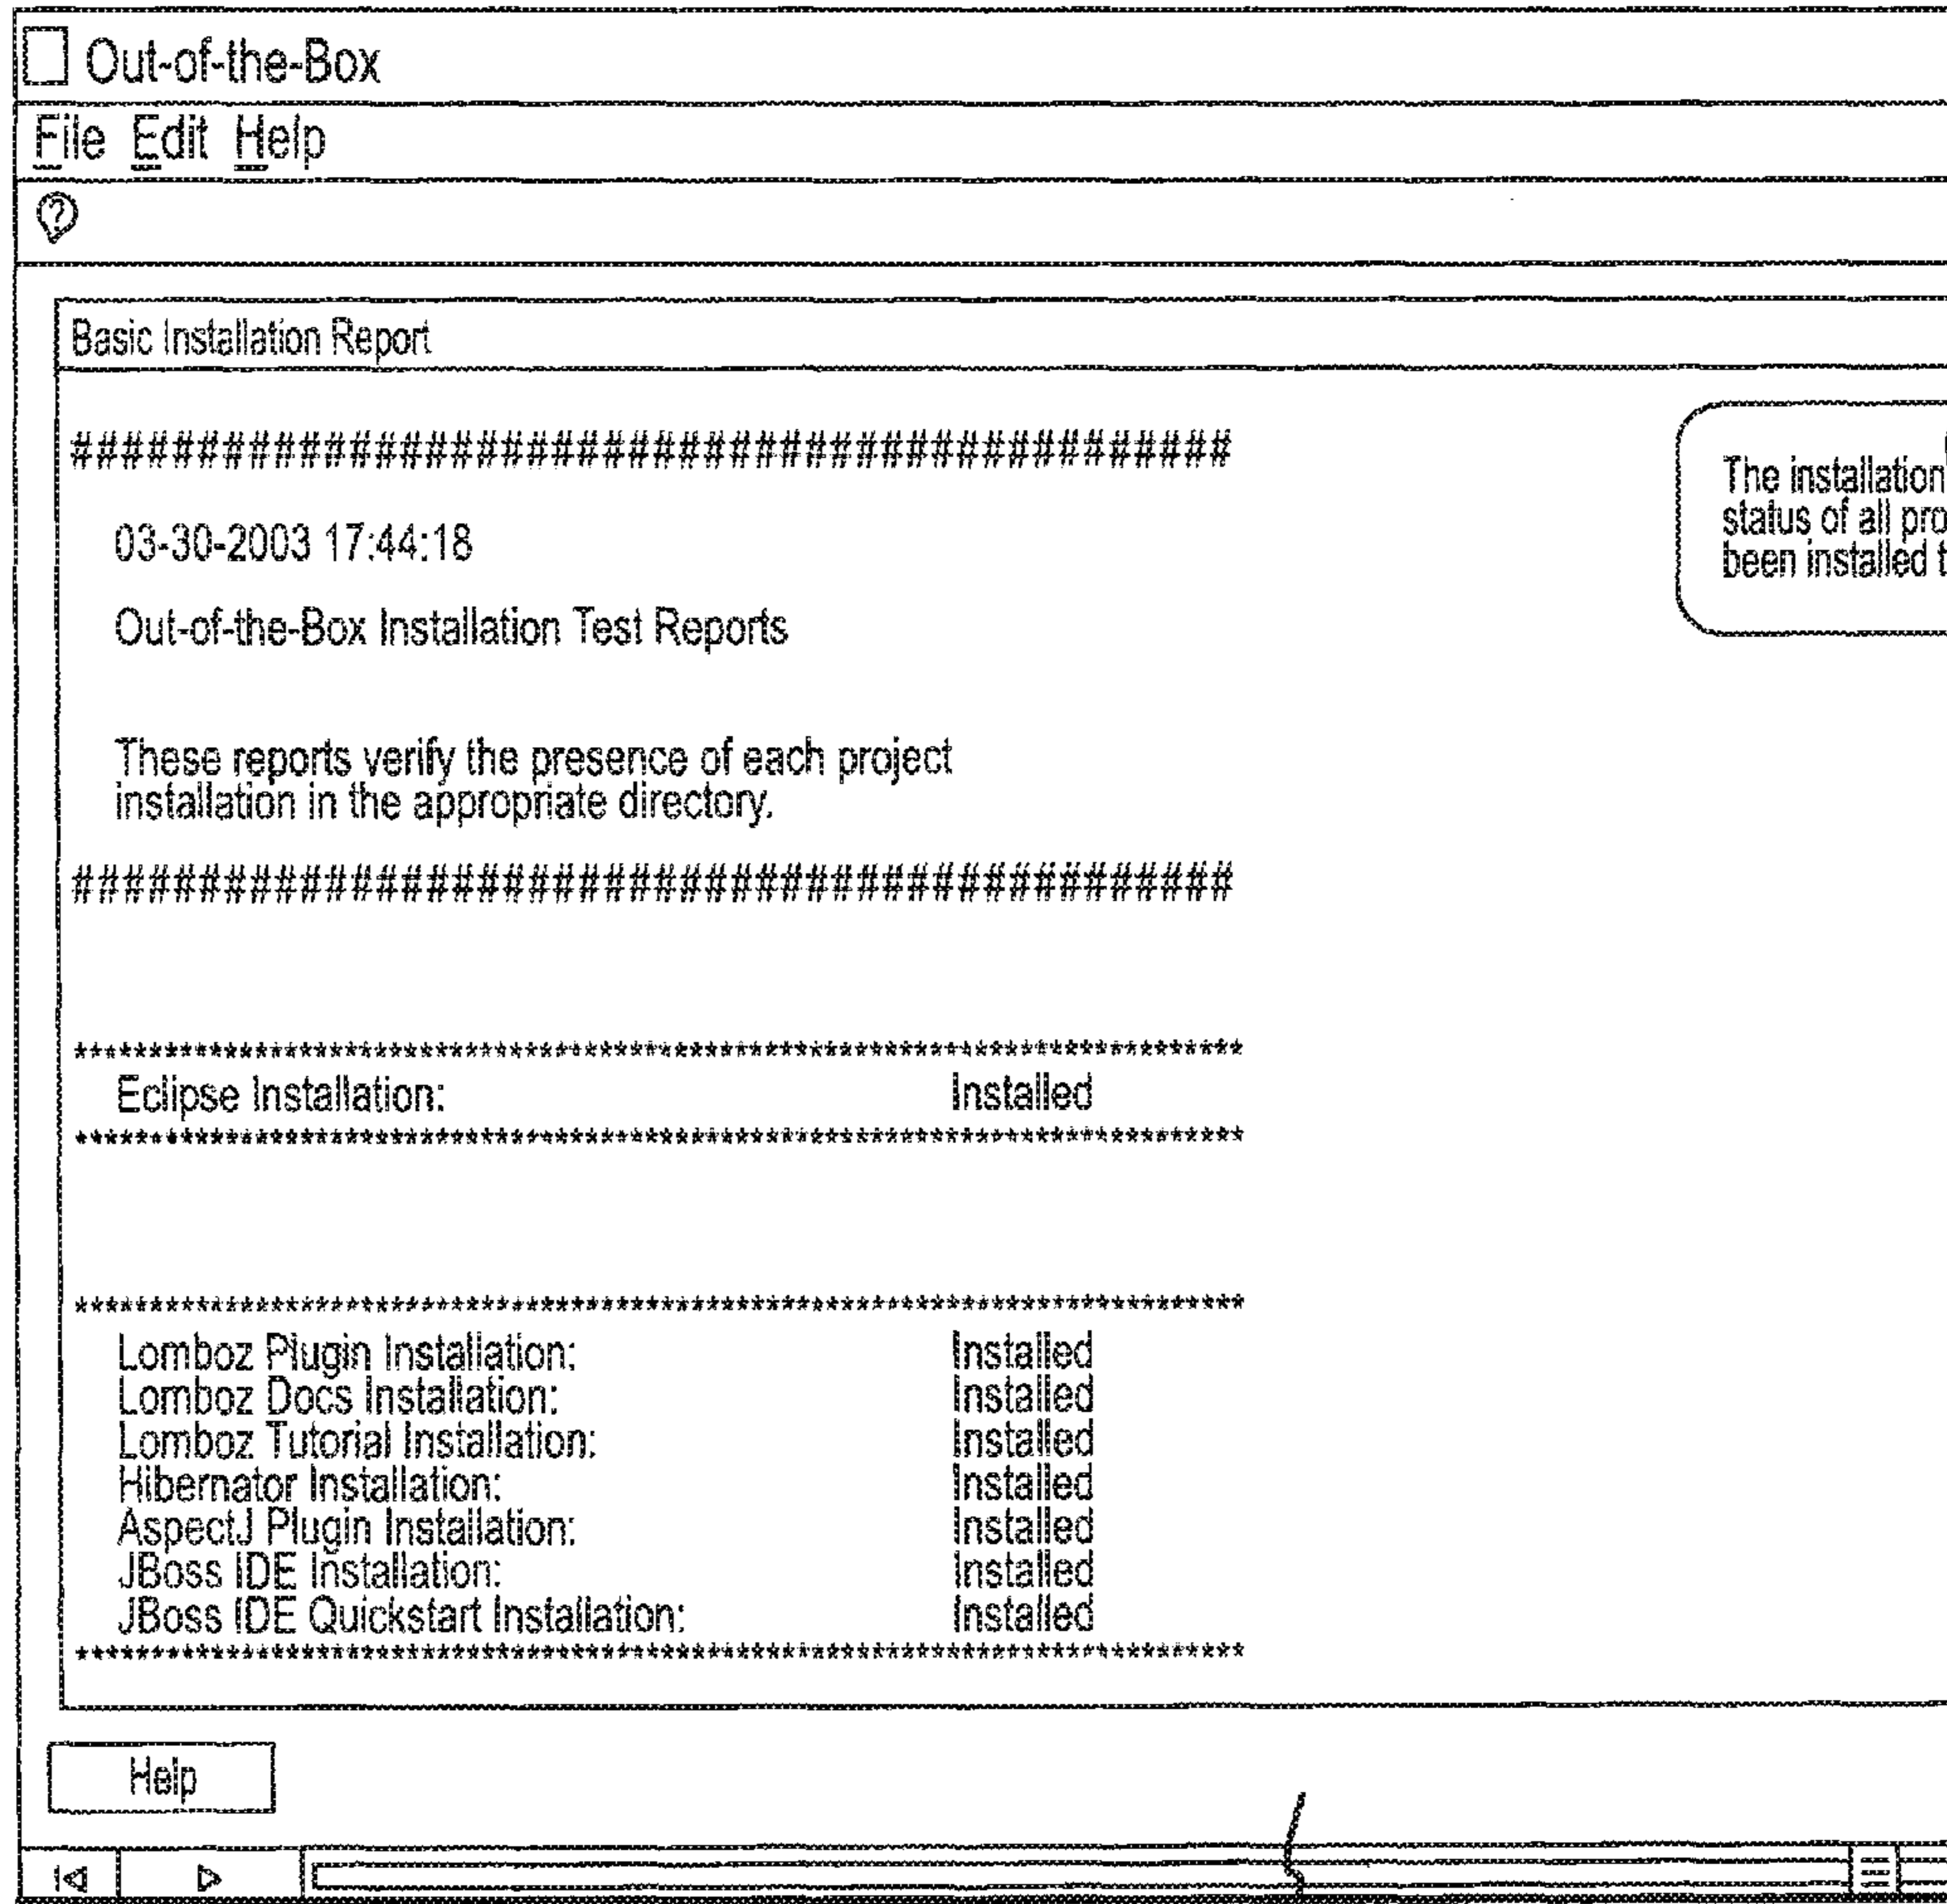 Out-of-the-Box
File Edit Help
?
Basic Installation Report
##############################################
03-30-2003 17:44:18
Out-of-the-Box Installation Test Reports
These reports verify the presence of each project
installation in the appropriate directory.
##############################################
The installation
status of all pro
been installed t
******************************************************************************
Eclipse Installation: Installed
******************************************************************************
******************************************************************************
Lomboz Plugin Installation: Installed
Lomboz Docs Installation: Installed
Lomboz Tutorial Installation: Installed
Hibernator Installation: Installed
AspectJ Plugin Installation: Installed
JBoss IDE Installation: Installed
JBoss IDE Quickstart Installation: Installed
******************************************************************************
Help